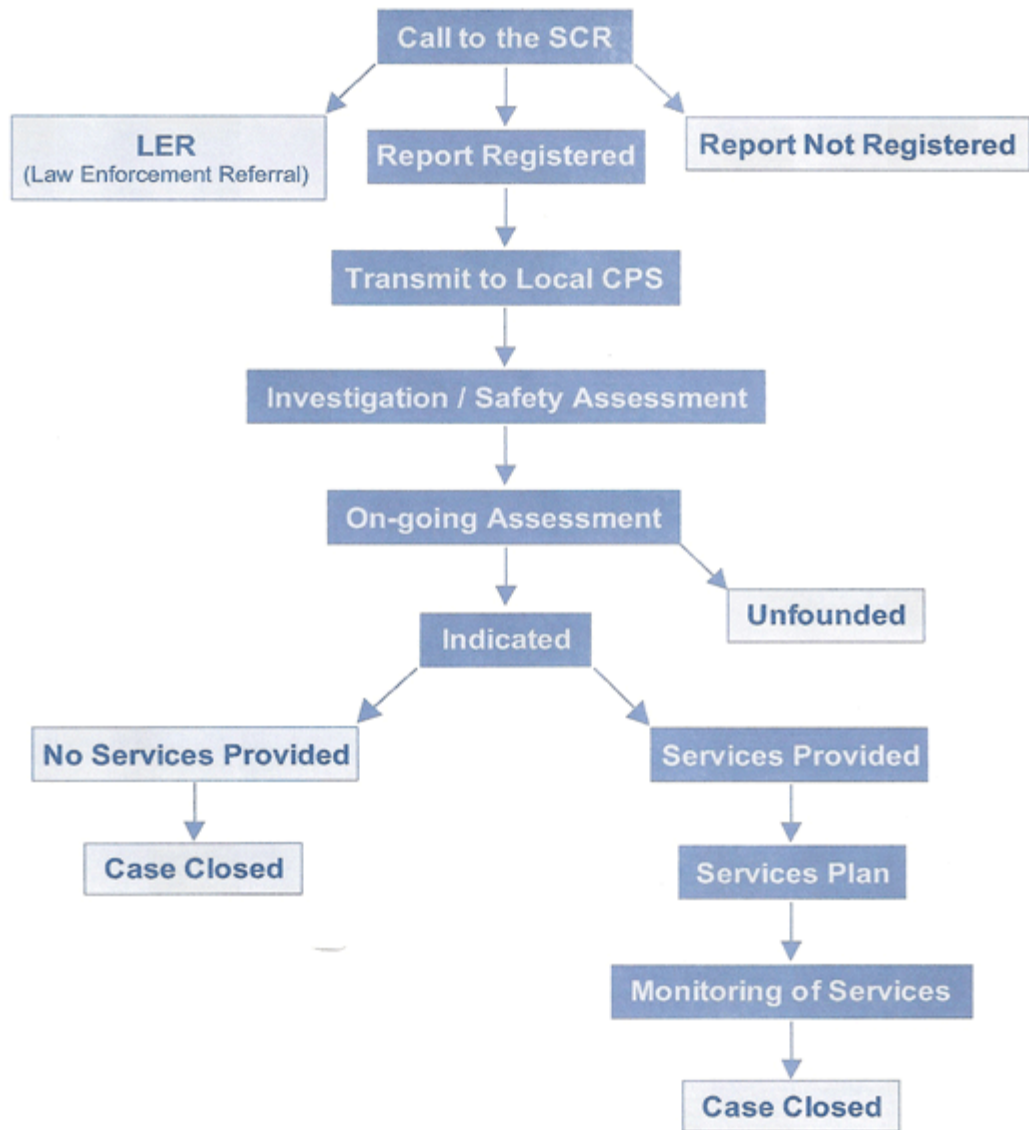 Call to the SCR
LER
(Law Enforcement Referral)
Report Registered
Report Not Registered
Transmit to Local CPS
Investigation / Safety Assessment
On-going Assessment
Unfounded
Indicated
No Services Provided
Services Provided
Case Closed
Services Plan
Monitoring of Services
Case Closed